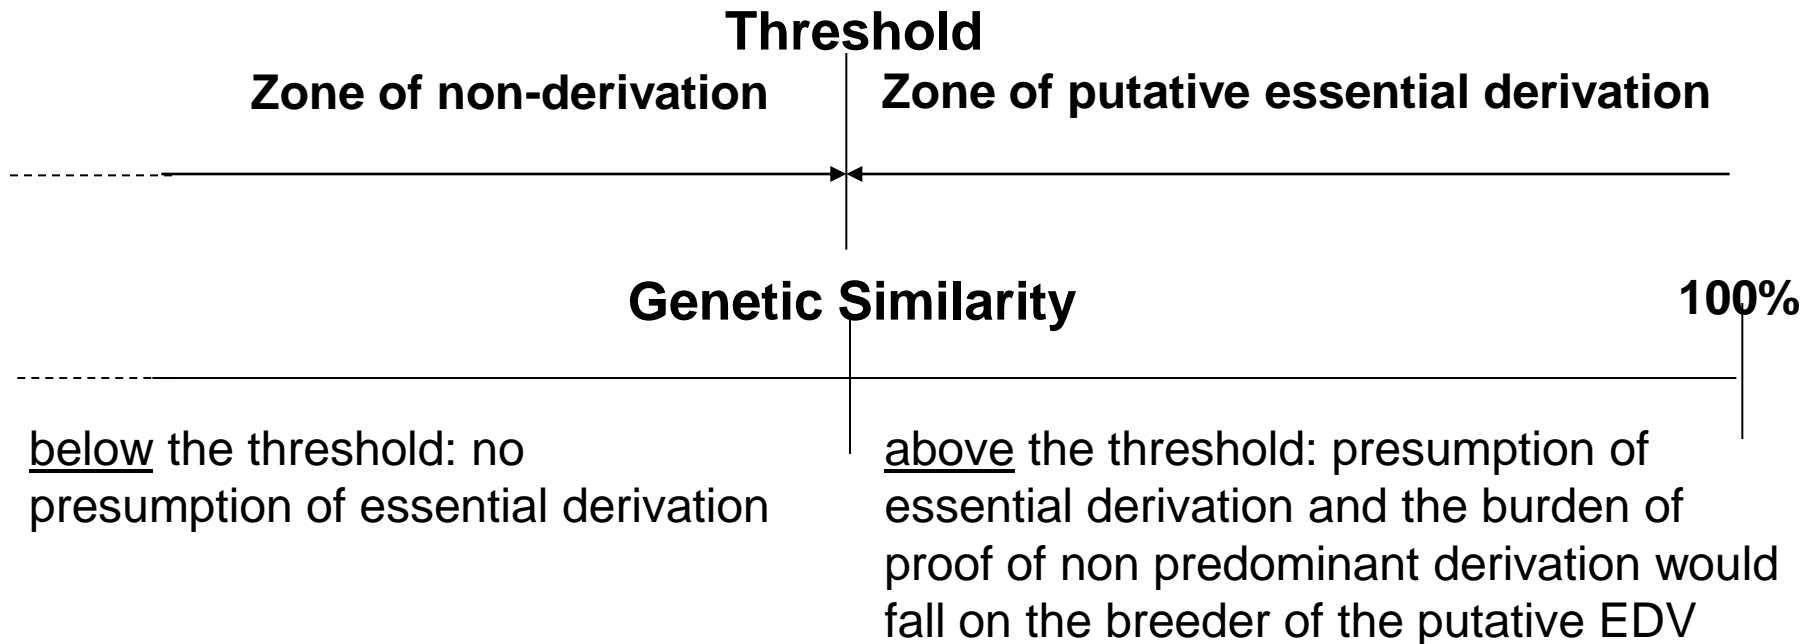 Threshold
Zone of non-derivation
Zone of putative essential derivation
Genetic Similarity
100%
below the threshold: no
presumption of essential derivation
above the threshold: presumption of
essential derivation and the burden of
proof of non predominant derivation would
fall on the breeder of the putative EDV